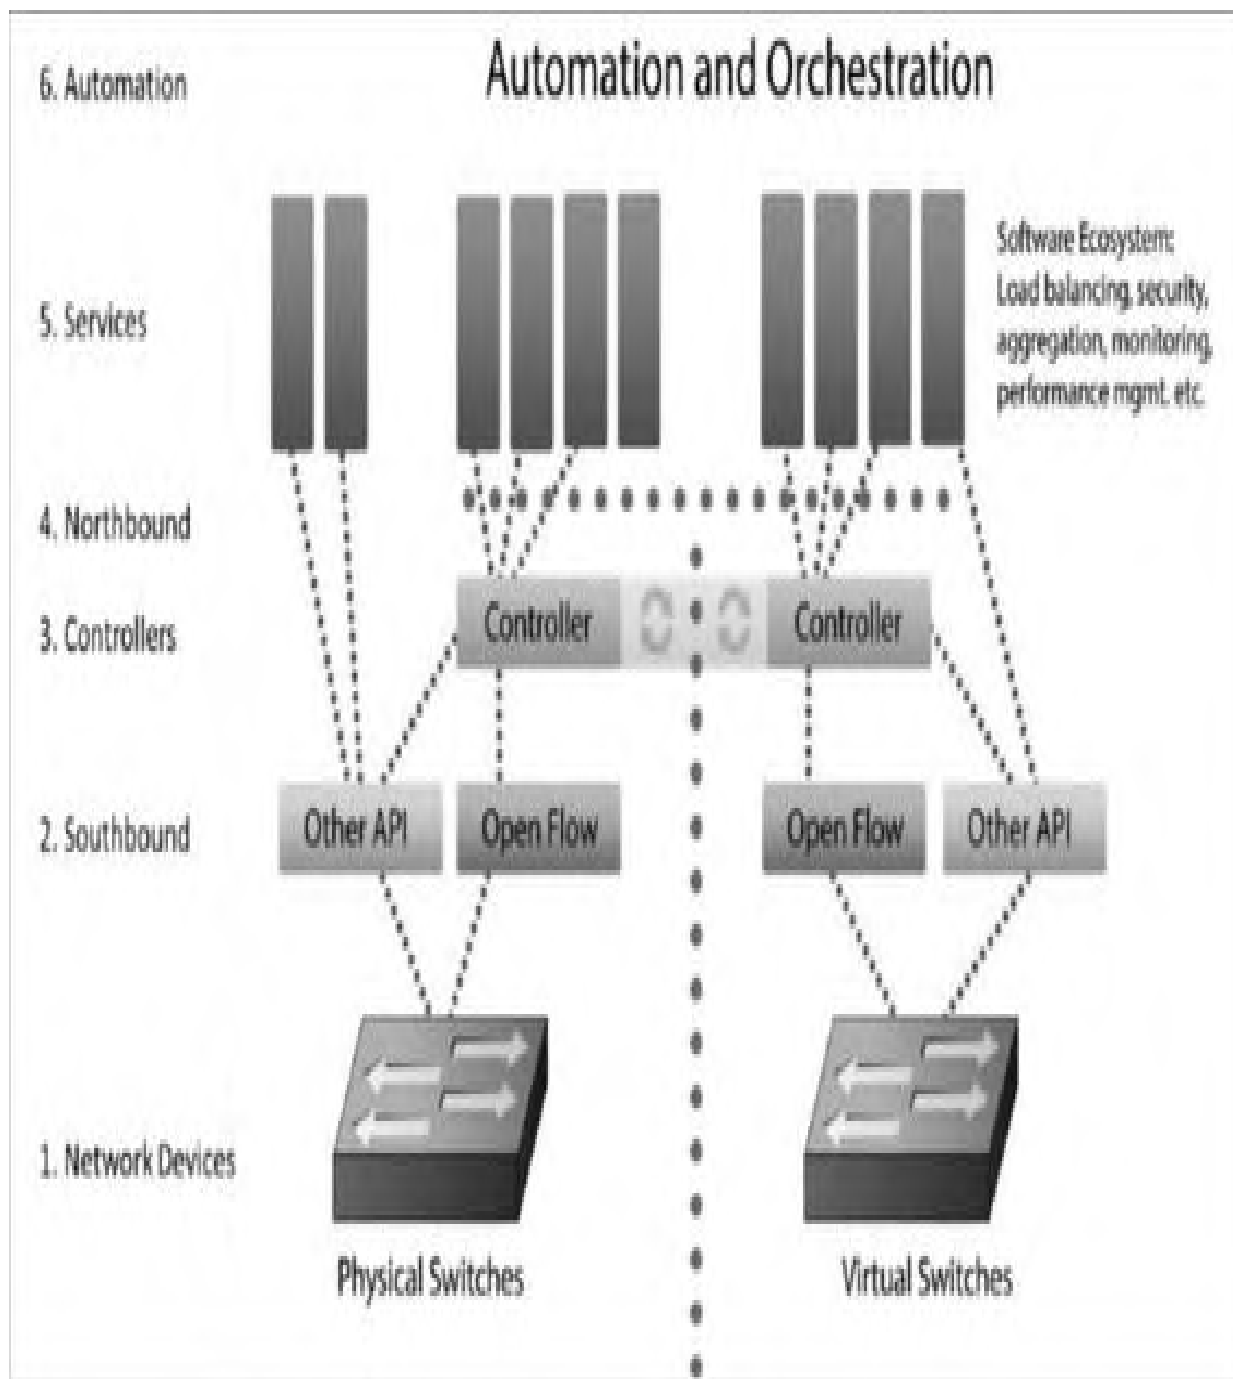 6. Automation
Automation and Orchestration
5. Services
Software Ecosystem:
Load balancing, security,
aggregation, monitoring,
performance mgmt. etc.
4. Northbound
3. Controllers
Controller
Controller
2. Southbound
Other API
Open Flow
Open Flow
Other API
1. Network Devices
Physical Switches
Virtual Switches